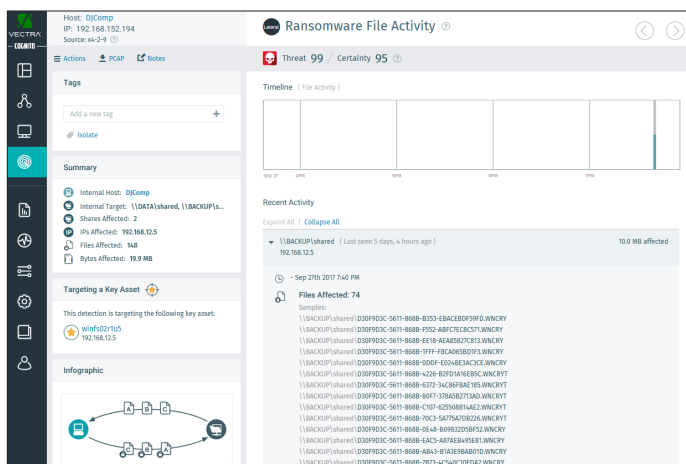 VECTRA
COGNITO
Host: DJComp
IP: 192.168.152.194
Source: x4-2-9
Actions
PCAP
Notes
Tags
Add a new tag
+
isolate
Summary
Internal Host: DJComp
Internal Target: \\DATA\shared, \\BACKUP\s...
Shares Affected: 2
IP
IPs Affected: 192.168.12.5
Files Affected: 148
Bytes Affected: 19.9 MB
Targeting a Key Asset
This detection is targeting the following key asset:
winfs02r1u5
192.168.12.5
Infographic
A B C
C B A
Lateral
Ransomware File Activity
Threat 99 / Certainty 95
Timeline ( File Activity )
Sep 27 4PM 5PM 6PM 7PM
Recent Activity
Expand All | Collapse All
\\BACKUP\shared ( Last seen 5 days, 4 hours ago ) 10.0 MB affected
192.168.12.5
- Sep 27th 2017 7:40 PM
Files Affected: 74
Samples:
\\BACKUP\shared\D30F9D3C-5611-868B-B353-EBACEBDF59FD.WNCRY
\\BACKUP\shared\D30F9D3C-5611-868B-F552-ABFC7EC8C571.WNCRY
\\BACKUP\shared\D30F9D3C-5611-868B-EE18-AEA85827C813.WNCRY
\\BACKUP\shared\D30F9D3C-5611-868B-1FFF-F8CA065BD1F3.WNCRY
\\BACKUP\shared\D30F9D3C-5611-868B-0DDF-E024BE3AC3CE.WNCRY
\\BACKUP\shared\D30F9D3C-5611-868B-4226-B2FD1A16EB5C.WNCRYT
\\BACKUP\shared\D30F9D3C-5611-868B-6372-34C86FBAE185.WNCRYT
\\BACKUP\shared\D30F9D3C-5611-868B-80F7-378A5B2713AD.WNCRYT
\\BACKUP\shared\D30F9D3C-5611-868B-C107-625508814AE2.WNCRYT
\\BACKUP\shared\D30F9D3C-5611-868B-70C3-5A775A7DB226.WNCRYT
\\BACKUP\shared\D30F9D3C-5611-868B-0E48-B09832D5BF52.WNCRY
\\BACKUP\shared\D30F9D3C-5611-868B-EAC5-A87AEB495E81.WNCRY
\\BACKUP\shared\D30F9D3C-5611-868B-AB43-B1A3E9BAB01D.WNCRY